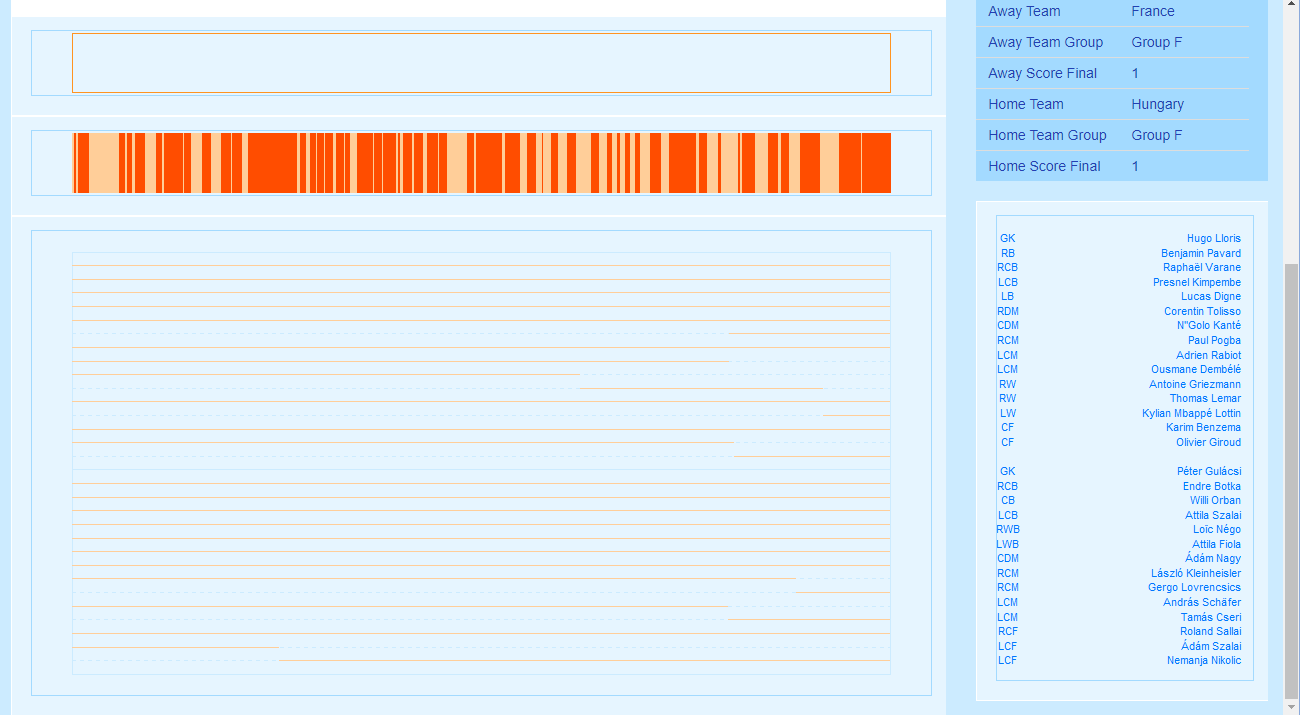 Away Team France
Away Team Group Group F
Away Score Final 1
Home Team Hungary
Home Team Group Group F
Home Score Final 1
GK Hugo Lloris
RB Benjamin Pavard
RCB Raphaël Varane
LCB Presnel Kimpembe
LB Lucas Digne
RDM Corentin Tolisso
CDM N"Golo Kanté
RCM Paul Pogba
LCM Adrien Rabiot
LCM Ousmane Dembélé
RW Antoine Griezmann
RW Thomas Lemar
LW Kylian Mbappé Lottin
CF Karim Benzema
CF Olivier Giroud
GK Péter Gulácsi
RCB Endre Botka
CB Willi Orban
LCB Attila Szalai
RWB Loïc Négo
LWB Attila Fiola
CDM Ádám Nagy
RCM László Kleinheisler
RCM Gergo Lovrencsics
LCM András Schäfer
LCM Tamás Cseri
RCF Roland Sallai
LCF Ádám Szalai
LCF Nemanja Nikolic